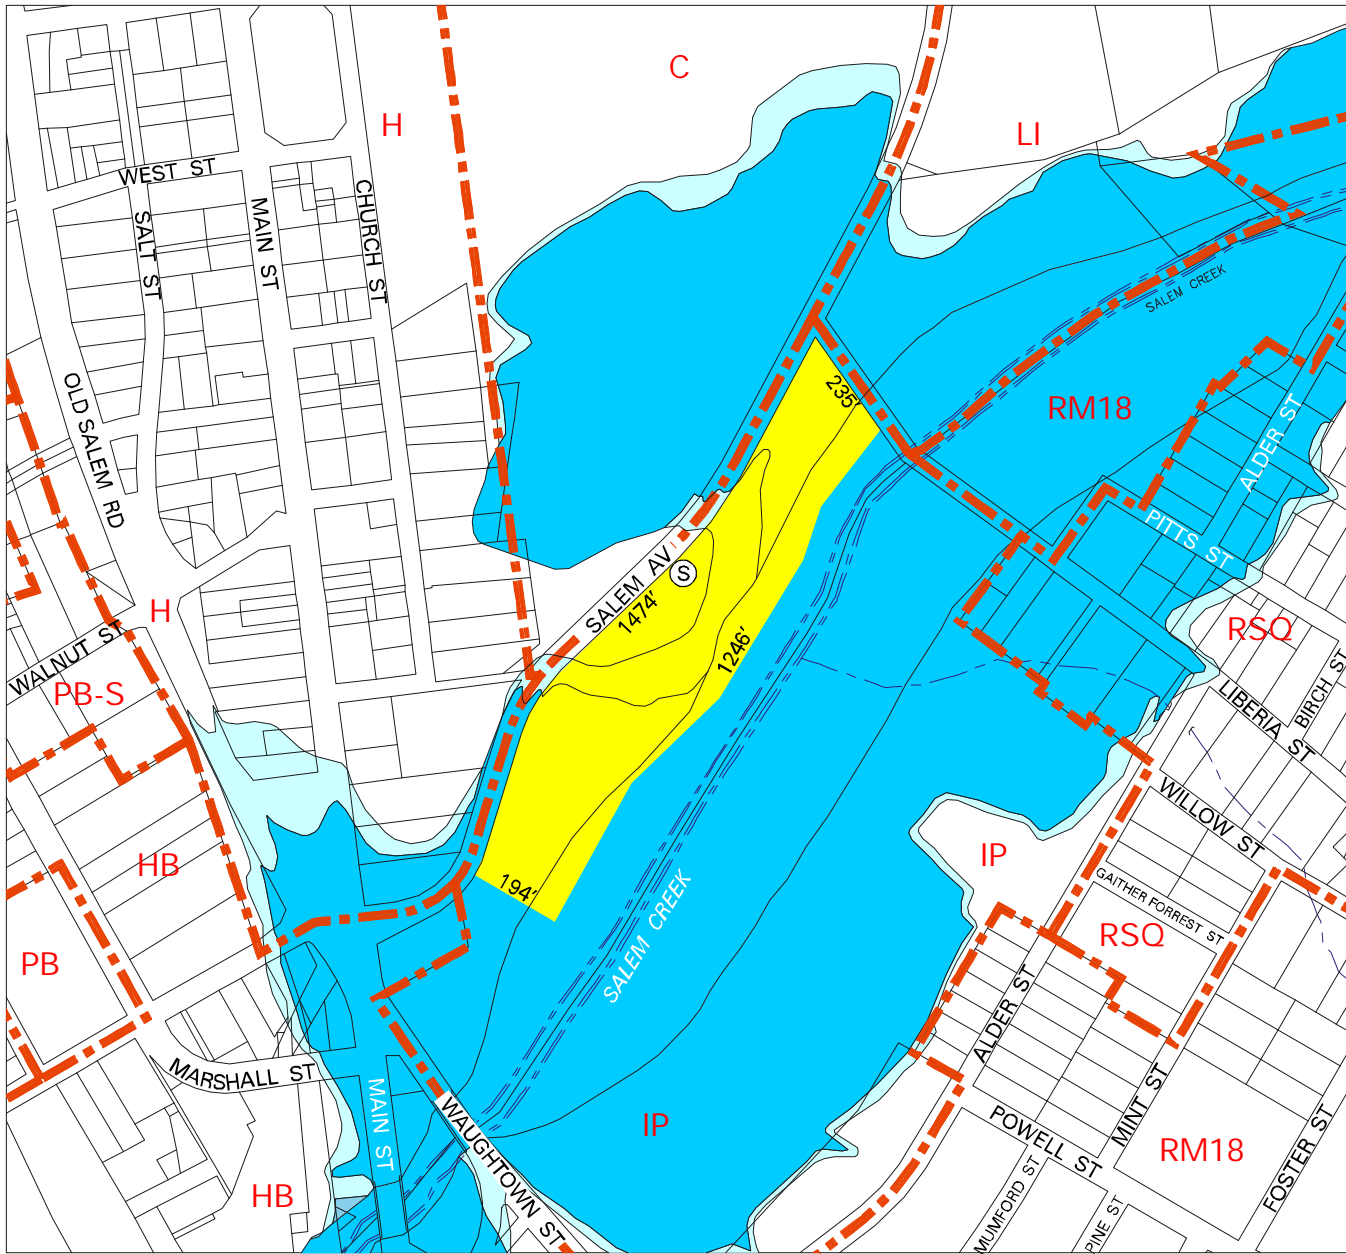 C
H
LI
WEST ST
SALT ST
MAIN ST
CHURCH ST
SALEM CREEK
235'
RM18
OLD SALEM RD
ALDER ST
PITTS ST
SALEM AV
S
1474'
1246'
H
WALNUT ST
PB-S
RSQ
BIRCH ST
LIBERIA ST
WILLOW ST
HB
IP
194'
GAITHER FORREST ST
RSQ
SALEM CREEK
PB
ALDER ST
MARSHALL ST
MAIN ST
WAUGHTOWN ST
IP
MINT ST
POWELL ST
RM18
FOSTER ST
HB
MUMFORD ST
PINE ST